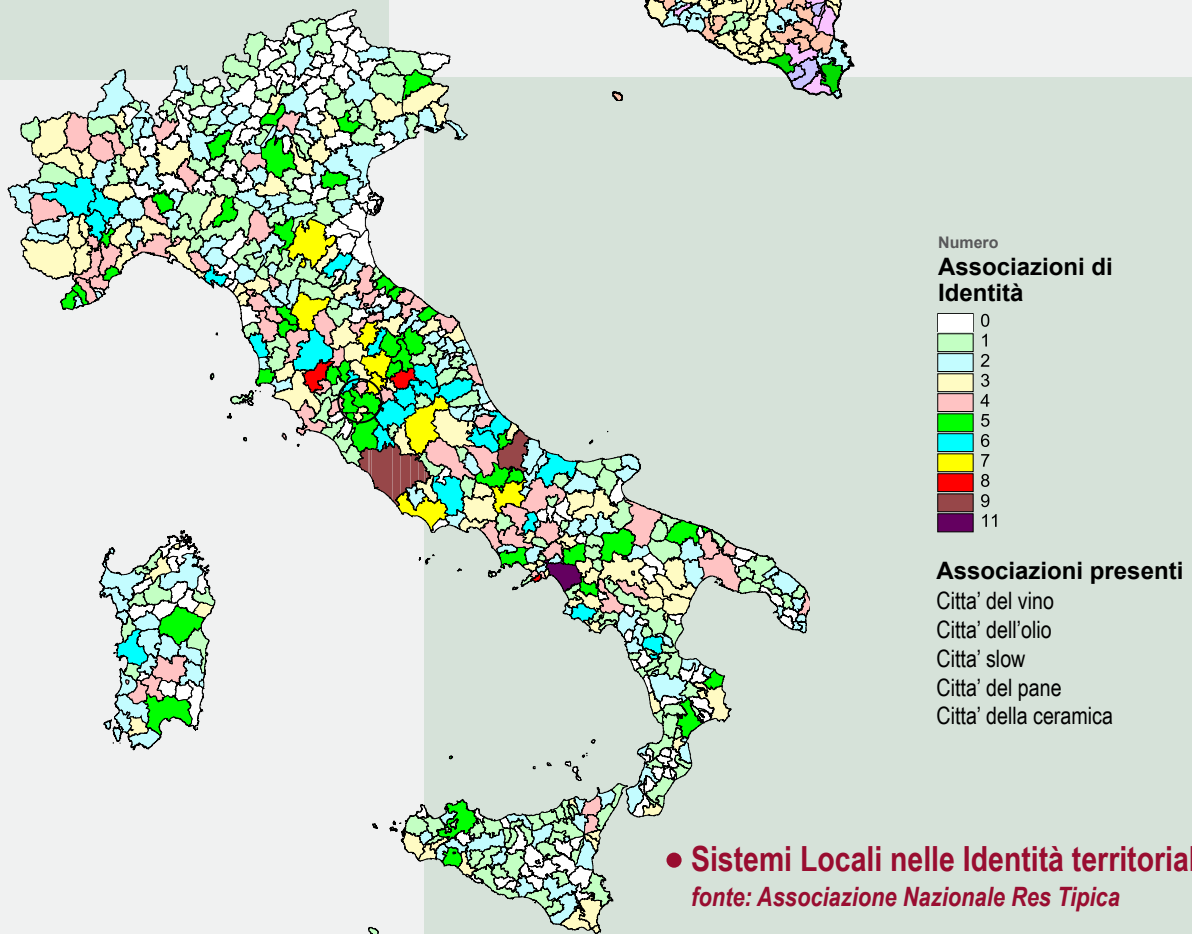 Numero
Associazioni di
Identità
0
1
2
3
4
5
6
7
8
9
11
Associazioni presenti
Citta' del vino
Citta' dell'olio
Citta' slow
Citta' del pane
Citta' della ceramica
• Sistemi Locali nelle Identità territorial
fonte: Associazione Nazionale Res Tipica